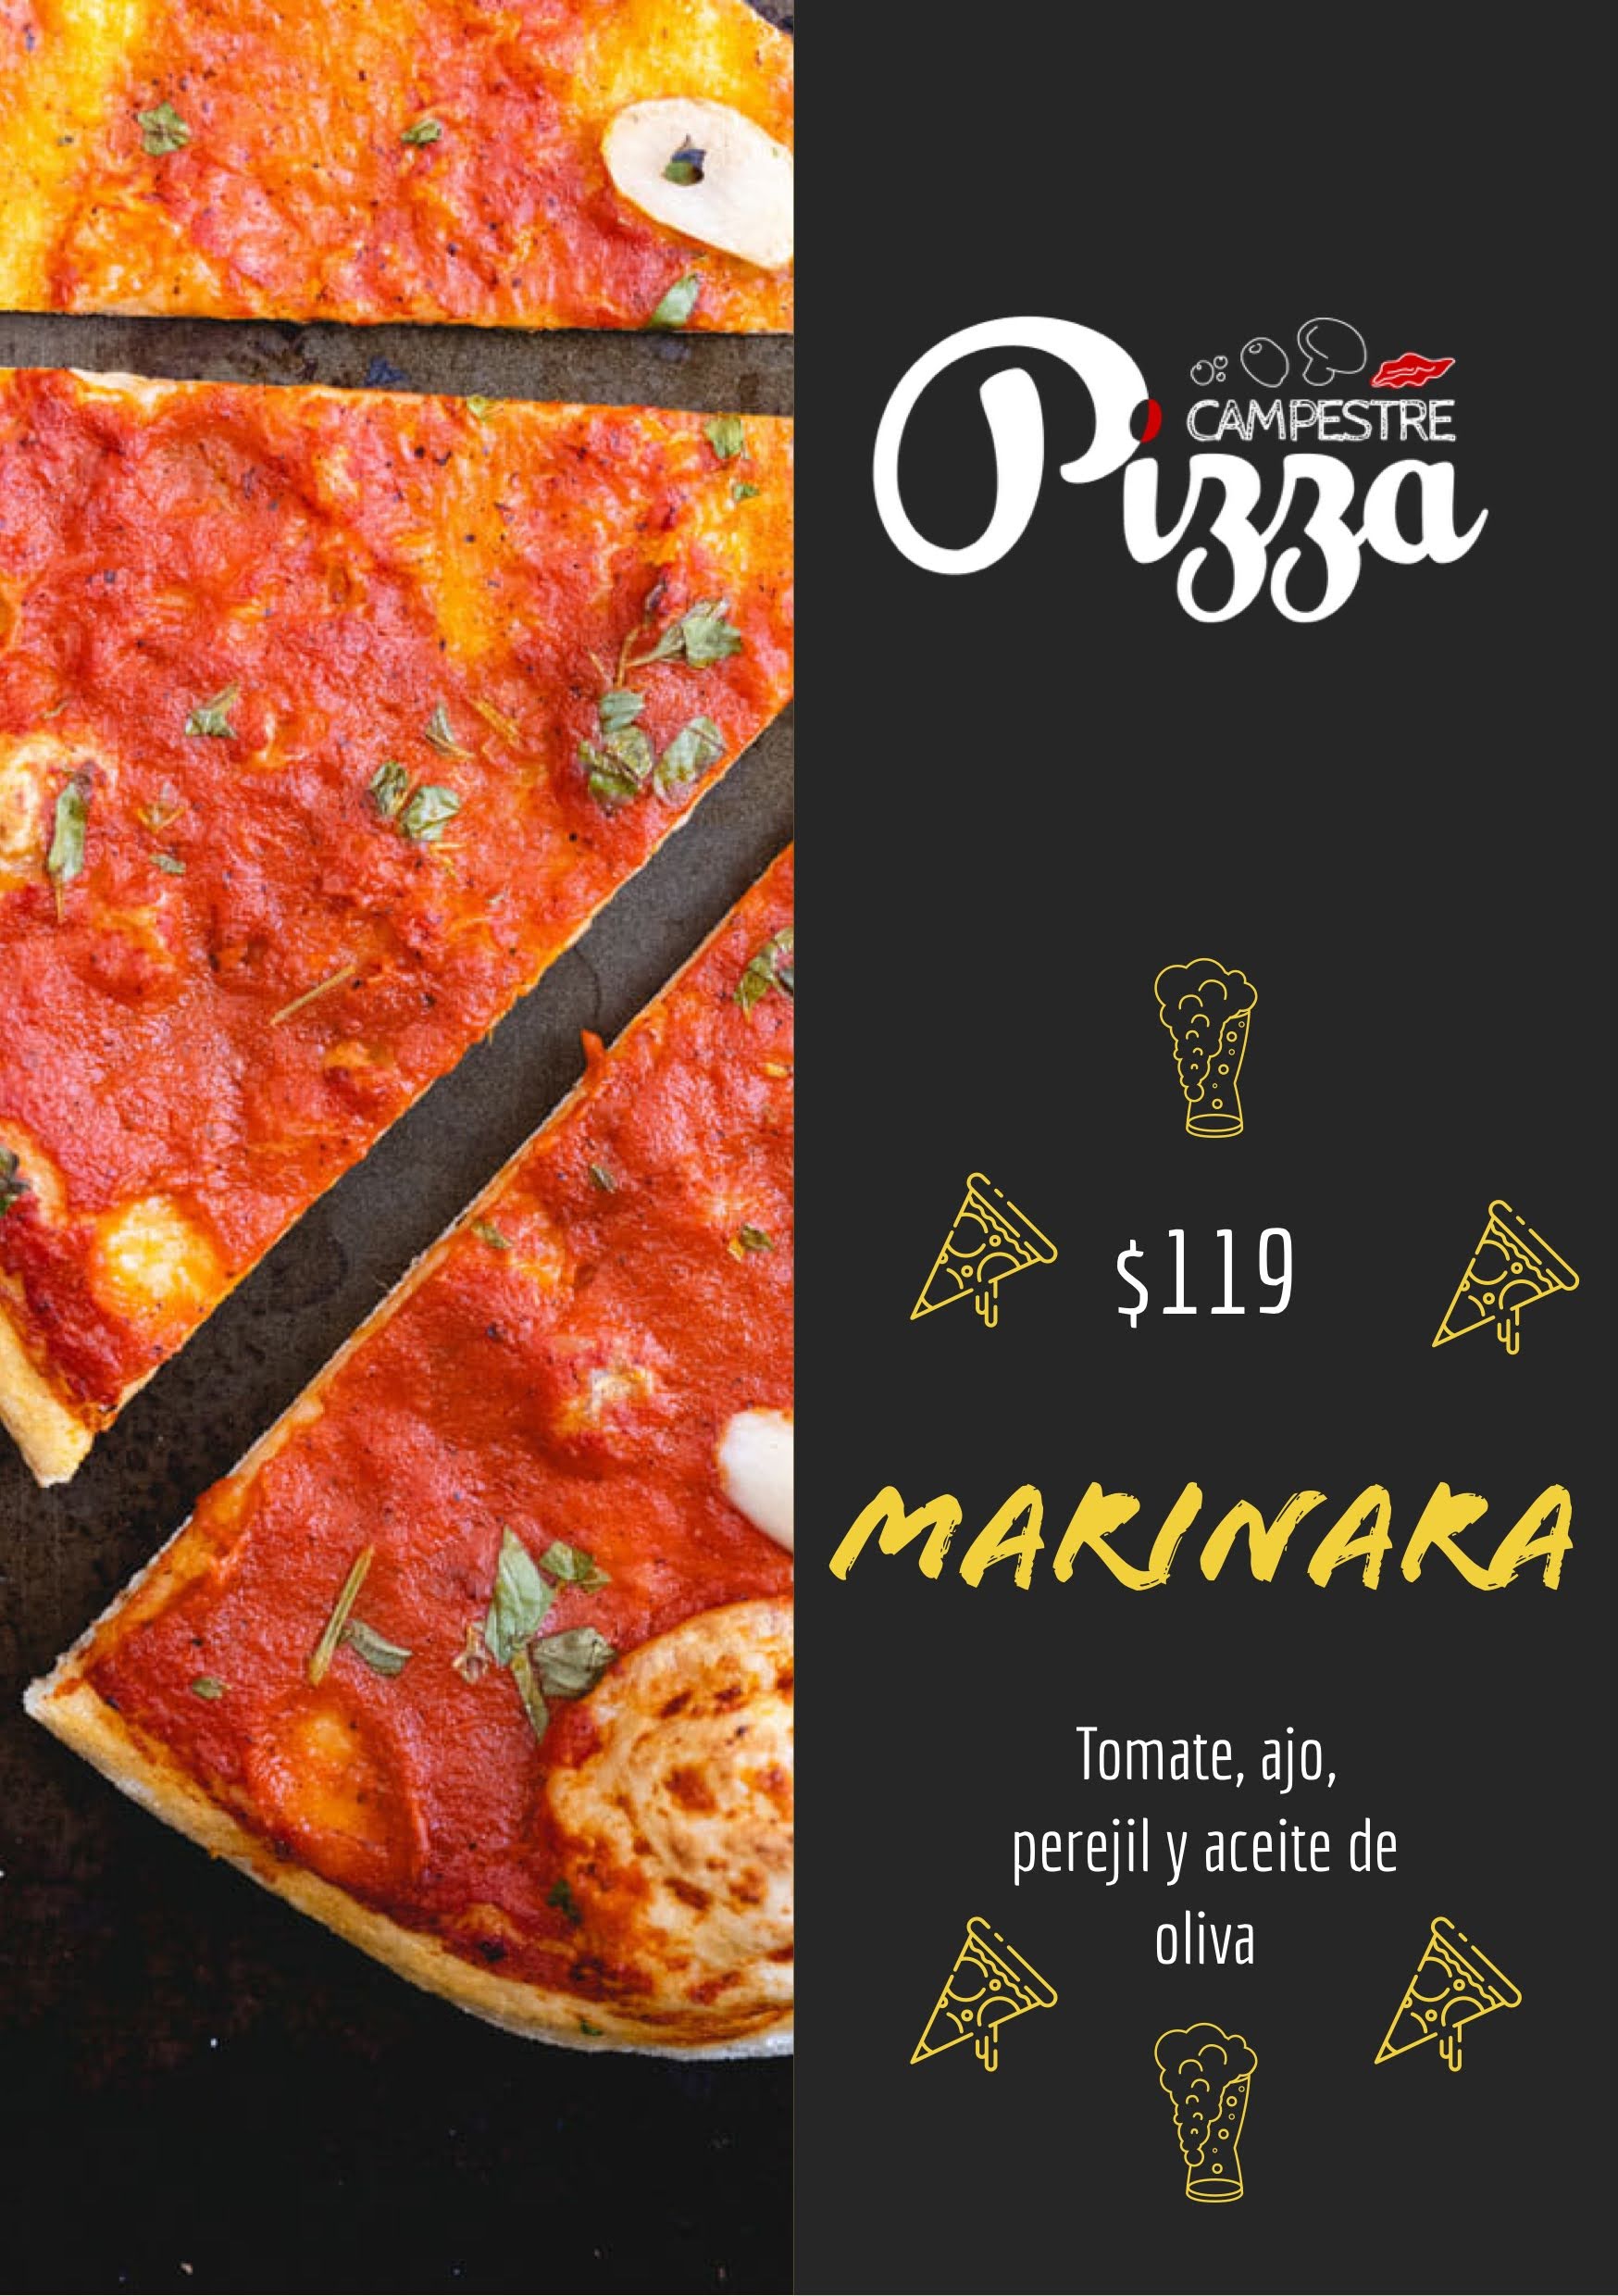 CAMPESTRE
Pizza
$119
MARINARA
Tomate, ajo,
perejil y aceite de
oliva